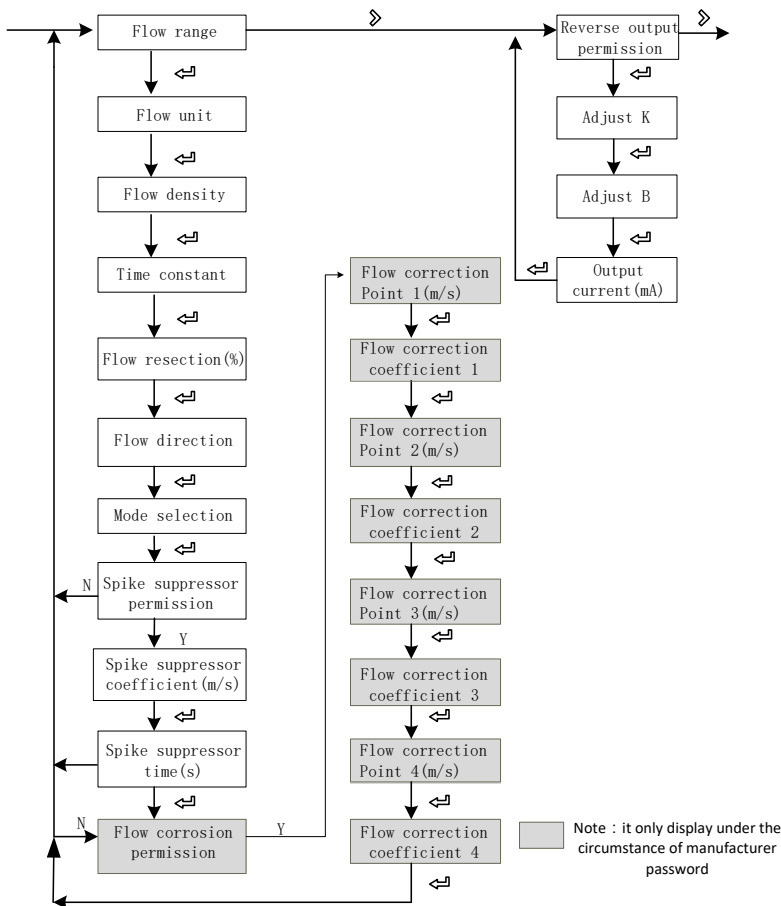 Flow range
Flow unit
Flow density
Time constant
Flow resection(%)
Flow direction
Mode selection
N
Spike suppressor
permission
Y
Spike suppressor
coefficient(m/s)
Spike suppressor
time(s)
N
Flow corrosion
permission
Y
Flow correction
Point 1(m/s)
Flow correction
coefficient 1
Flow correction
Point 2(m/s)
Flow correction
coefficient 2
Flow correction
Point 3(m/s)
Flow correction
coefficient 3
Flow correction
Point 4(m/s)
Flow correction
coefficient 4
Reverse output
permission
Adjust K
Adjust B
Output
current(mA)
Note：it only display under the
circumstance of manufacturer
password